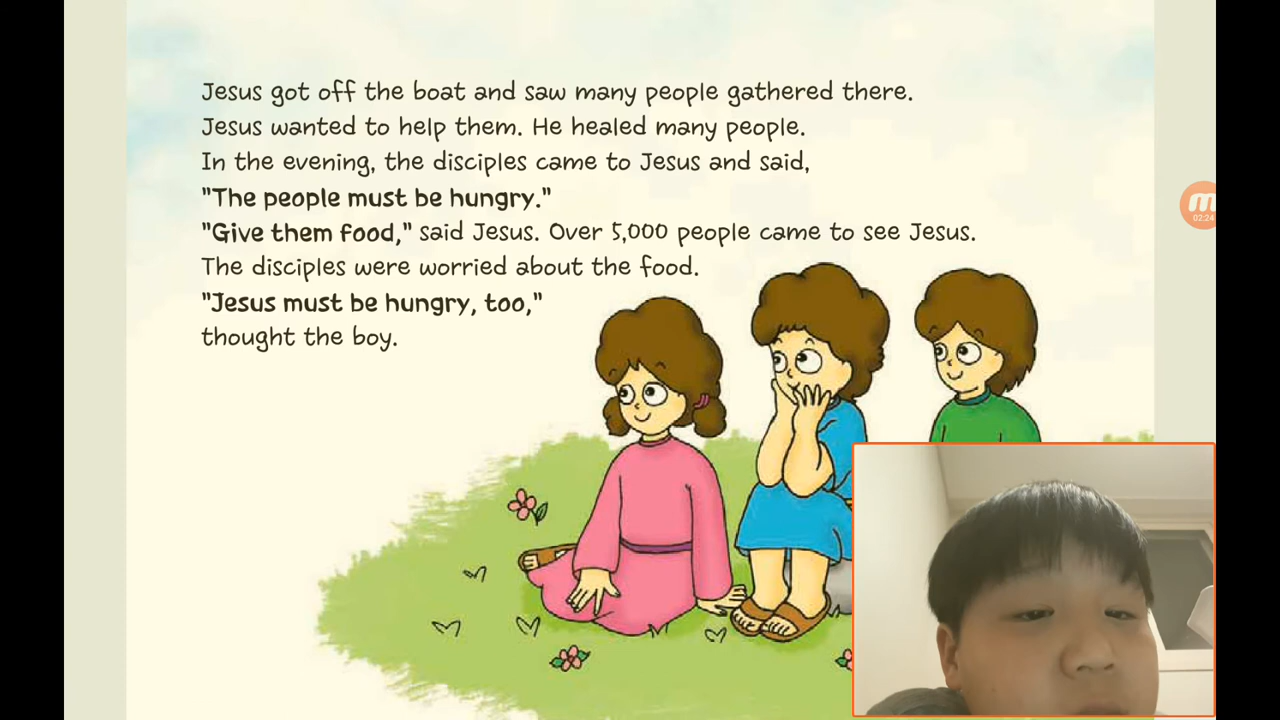 Jesus got off the boat and saw many people gathered there.
Jesus wanted to help them. He healed many people.
In the evening, the disciples came to Jesus and said,
"The people must be hungry."
"Give them food," said Jesus. Over 5,000 people came to see Jesus.
The disciples were worried about the food.
"Jesus must be hungry, too,"
thought the boy.
m
02:24